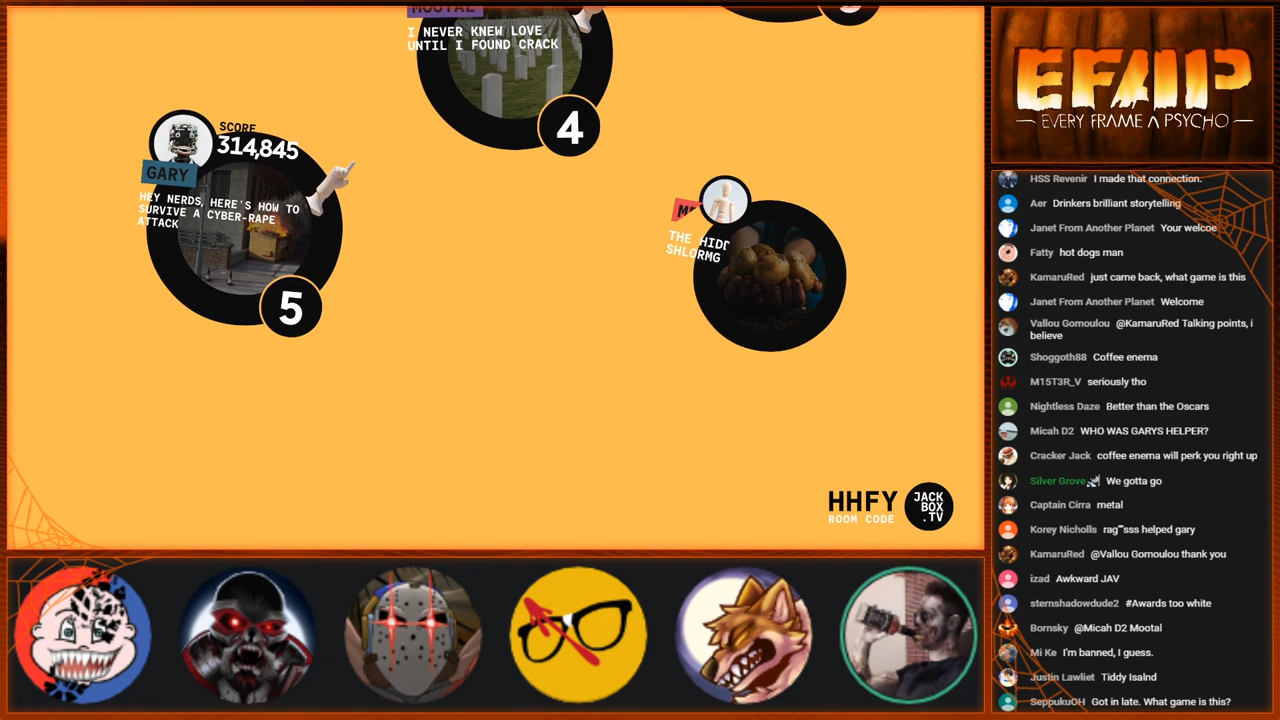 MOOTAL
I NEVER KNEW LOVE
UNTIL I FOUND CRACK
4
SCORE
314,845
GARY
HEY NERDS, HERE'S HOW TO
SURVIVE A CYBER-RAPE
ATTACK
5
THE HIDD
SHLORMG
HHFY
ROOM CODE
JACK
BOX
.TV
EFAP
EVERY FRAME A PSYCHO
HSS Revenir I made that connection.
Aer Drinkers brilliant storytelling
Janet From Another Planet Your welcoe
Fatty hot dogs man
KamaruRed just came back, what game is this
Janet From Another Planet Welcome
Vallou Gomoulou @KamaruRed Talking points, i
believe
Shoggoth88 Coffee enema
M15T3R_V seriously tho
Nightless Daze Better than the Oscars
Micah D2 WHO WAS GARYS HELPER?
Cracker Jack coffee enema will perk you right up
Silver Grove We gotta go
Captain Cirra metal
Korey Nicholls rag˜˜sss helped gary
KamaruRed @Vallou Gomoulou thank you
izad Awkward JAV
sternshadowdude2 #Awards too white
Bornsky @Micah D2 Mootal
Mi Ke I'm banned, I guess.
Justin Lawliet Tiddy Isalnd
SeppukuOH Got in late. What game is this?